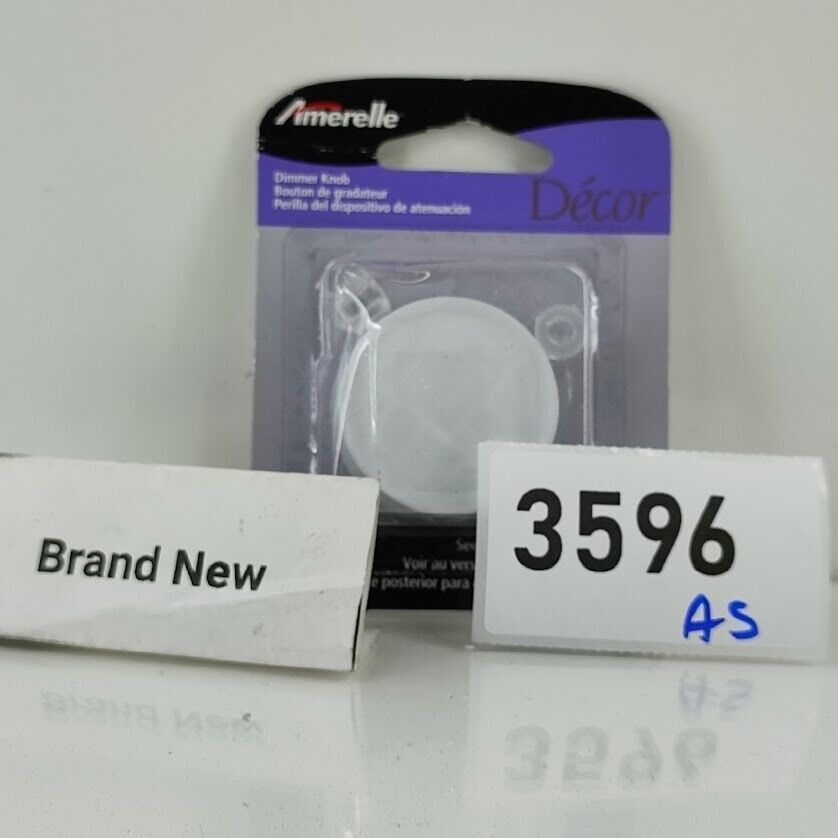 Amerelle
Dimmer Knob
Bouton de gradateur
Perilla del dispositivo de atenuación
Décor
Voir au
posterior para
Brand New
3596
AS